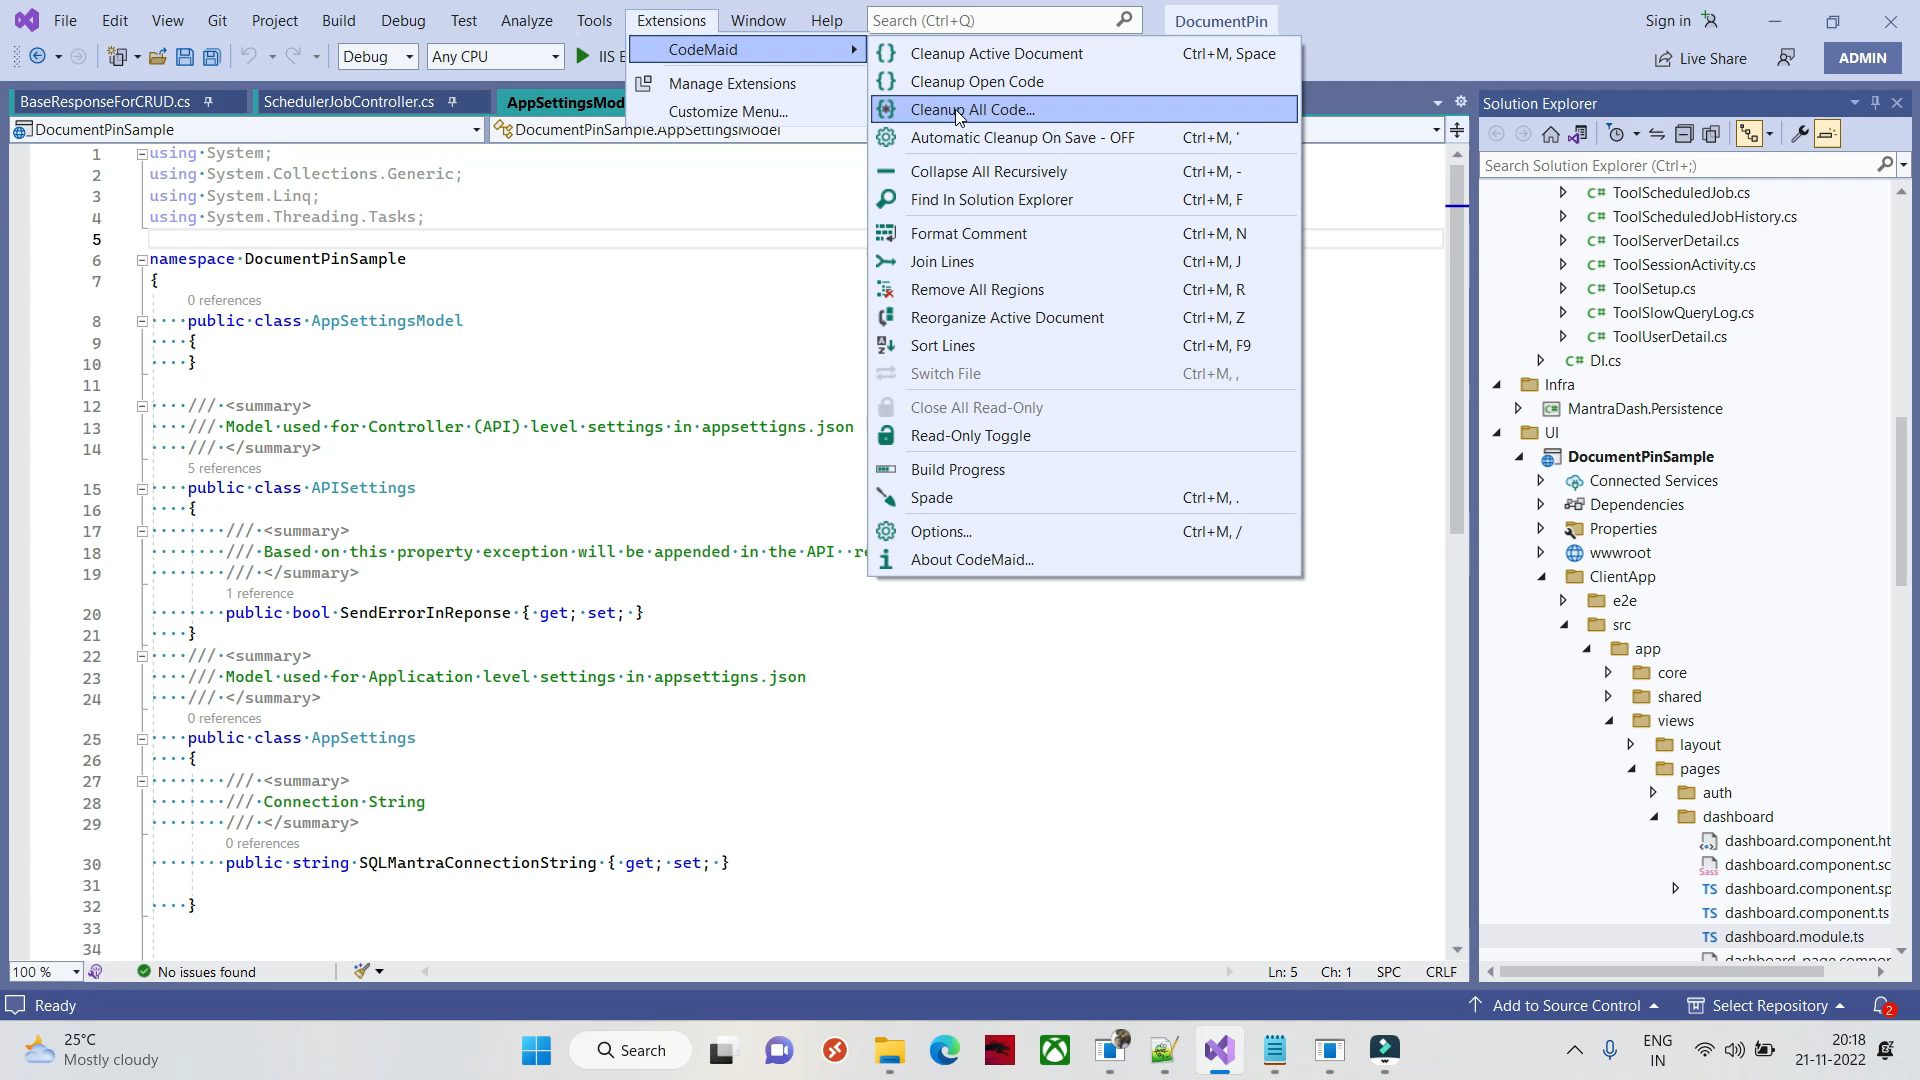 File Edit View Git Project Build Debug Test Analyze Tools Extensions Window Help Search (Ctrl+Q) DocumentPin Sign in
Debug Any CPU IIS E Live Share ADMIN
CodeMaid
Manage Extensions
Customize Menu...
Cleanup Active Document Ctrl+M, Space
Cleanup Open Code
Cleanup All Code...
Automatic Cleanup On Save - OFF Ctrl+M, '
Collapse All Recursively Ctrl+M, -
Find In Solution Explorer Ctrl+M, F
Format Comment Ctrl+M, N
Join Lines Ctrl+M, J
Remove All Regions Ctrl+M, R
Reorganize Active Document Ctrl+M, Z
Sort Lines Ctrl+M, F9
Switch File Ctrl+M, ,
Close All Read-Only
Read-Only Toggle
Build Progress
Spade Ctrl+M, .
Options... Ctrl+M, /
About CodeMaid...
BaseResponseForCRUD.cs SchedulerJobController.cs AppSettingsMod
DocumentPinSample DocumentPinSample.AppSettingsModel
1 using System;
2 using System.Collections.Generic;
3 using System.Linq;
4 using System.Threading.Tasks;
5
6 namespace DocumentPinSample
7 {
0 references
8 public class AppSettingsModel
9 {
10 }
11
12 /// <summary>
13 /// Model used for Controller (API) level settings in appsettigns.json
14 /// </summary>
5 references
15 public class APISettings
16 {
17 /// <summary>
18 /// Based on this property exception will be appended in the API re
19 /// </summary>
1 reference
20 public bool SendErrorInReponse { get; set; }
21 }
22 /// <summary>
23 /// Model used for Application level settings in appsettigns.json
24 /// </summary>
0 references
25 public class AppSettings
26 {
27 /// <summary>
28 /// Connection String
29 /// </summary>
0 references
30 public string SQLMantraConnectionString { get; set; }
31
32 }
33
34
100 % No issues found Ln: 5 Ch: 1 SPC CRLF
Solution Explorer
Search Solution Explorer (Ctrl+;)
C# ToolScheduledJob.cs
C# ToolScheduledJobHistory.cs
C# ToolServerDetail.cs
C# ToolSessionActivity.cs
C# ToolSetup.cs
C# ToolSlowQueryLog.cs
C# ToolUserDetail.cs
C# DI.cs
Infra
C# MantraDash.Persistence
UI
DocumentPinSample
Connected Services
Dependencies
Properties
wwwroot
ClientApp
e2e
src
app
core
shared
views
layout
pages
auth
dashboard
dashboard.component.ht
Sass dashboard.component.sc
TS dashboard.component.sp
TS dashboard.component.ts
TS dashboard.module.ts
Ready Add to Source Control Select Repository 2
25°C
Mostly cloudy
Search
ENG
IN
20:18
21-11-2022